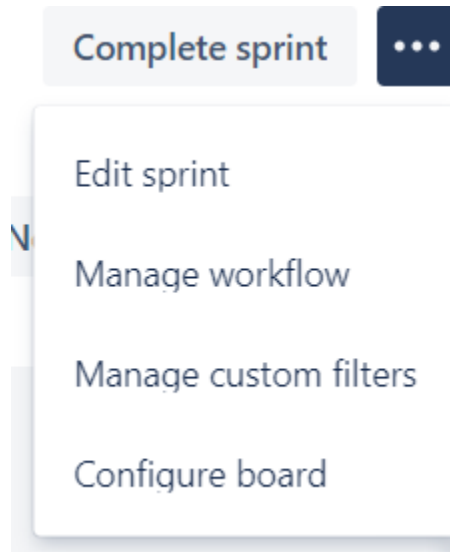 Complete sprint
Edit sprint
Manage workflow
Manage custom filters
Configure board